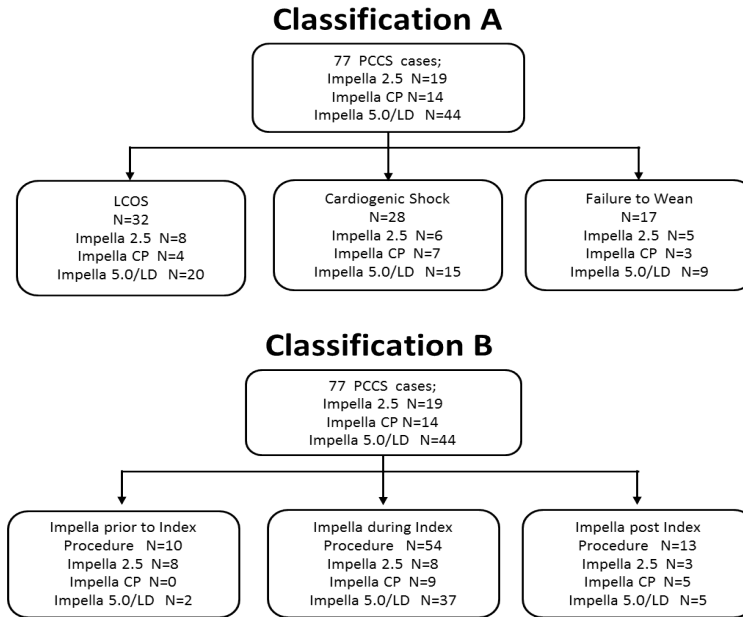 Classification A
77 PCCS cases;
Impella 2.5 N=19
Impella CP N=14
Impella 5.0/LD N=44
LCOS
N=32
Impella 2.5 N=8
Impella CP N=4
Impella 5.0/LD N=20
Cardiogenic Shock
N=28
Impella 2.5 N=6
Impella CP N=7
Impella 5.0/LD N=15
Failure to Wean
N=17
Impella 2.5 N=5
Impella CP N=3
Impella 5.0/LD N=9
Classification B
77 PCCS cases;
Impella 2.5 N=19
Impella CP N=14
Impella 5.0/LD N=44
Impella prior to Index
Procedure N=10
Impella 2.5 N=8
Impella CP N=0
Impella 5.0/LD N=2
Impella during Index
Procedure N=54
Impella 2.5 N=8
Impella CP N=9
Impella 5.0/LD N=37
Impella post Index
Procedure N=13
Impella 2.5 N=3
Impella CP N=5
Impella 5.0/LD N=5